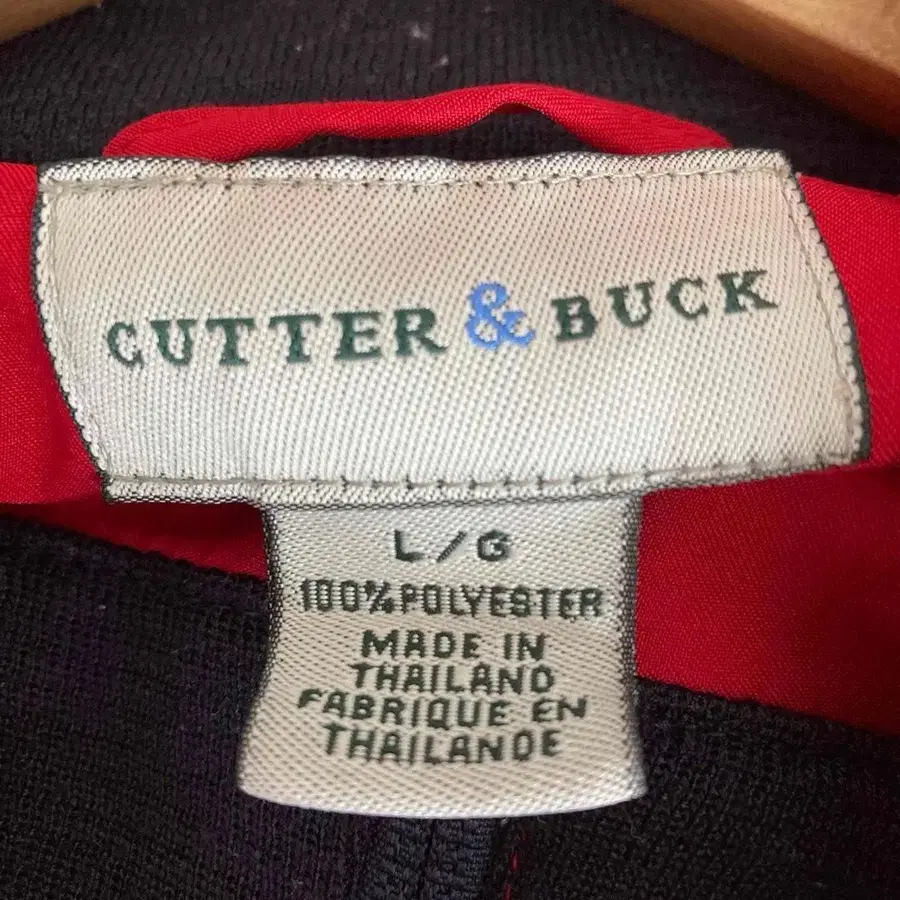 CUTTER & BUCK
L/G
100% POLYESTER
MADE IN
THAILAND
FABRIQUE EN
THAILANDE